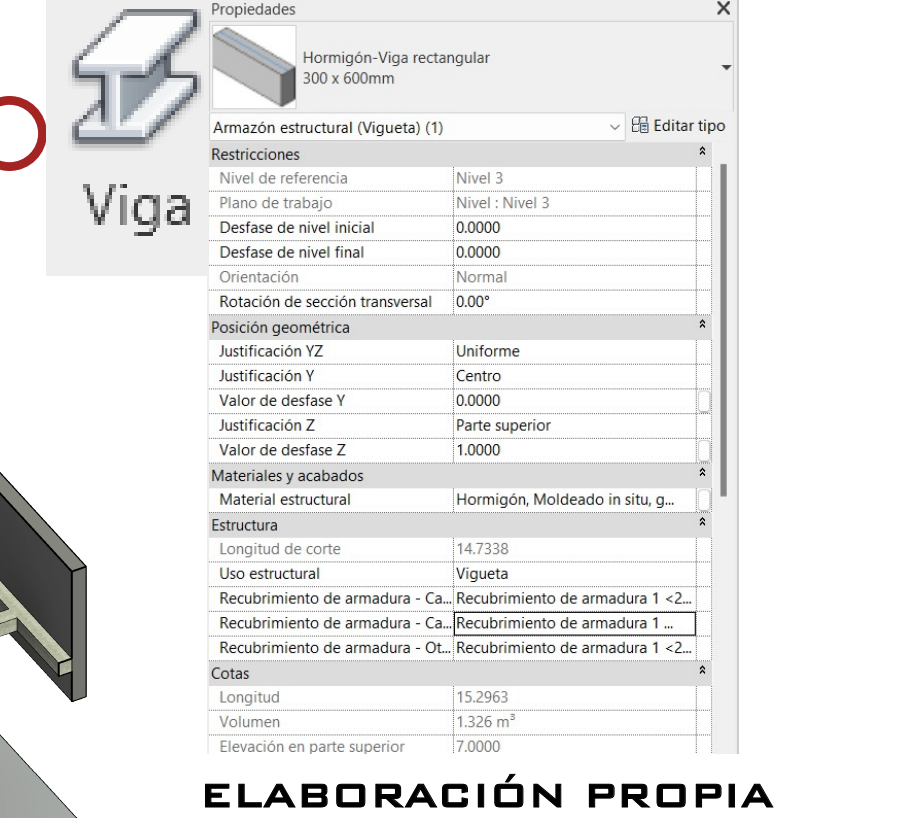 Propiedades
Hormigón-Viga rectangular
300 x 600mm
Armazón estructural (Vigueta) (1) Editar tipo
Viga
Restricciones
Nivel de referencia Nivel 3
Plano de trabajo Nivel : Nivel 3
Desfase de nivel inicial 0.0000
Desfase de nivel final 0.0000
Orientación Normal
Rotación de sección transversal 0.00°
Posición geométrica
Justificación YZ Uniforme
Justificación Y Centro
Valor de desfase Y 0.0000
Justificación Z Parte superior
Valor de desfase Z 1.0000
Materiales y acabados
Material estructural Hormigón, Moldeado in situ, g...
Estructura
Longitud de corte 14.7338
Uso estructural Vigueta
Recubrimiento de armadura - Ca... Recubrimiento de armadura 1 <2...
Recubrimiento de armadura - Ca... Recubrimiento de armadura 1 ...
Recubrimiento de armadura - Ot... Recubrimiento de armadura 1 <2...
Cotas
Longitud 15.2963
Volumen 1.326 m³
Elevación en parte superior 7.0000
ELABORACIÓN PROPIA